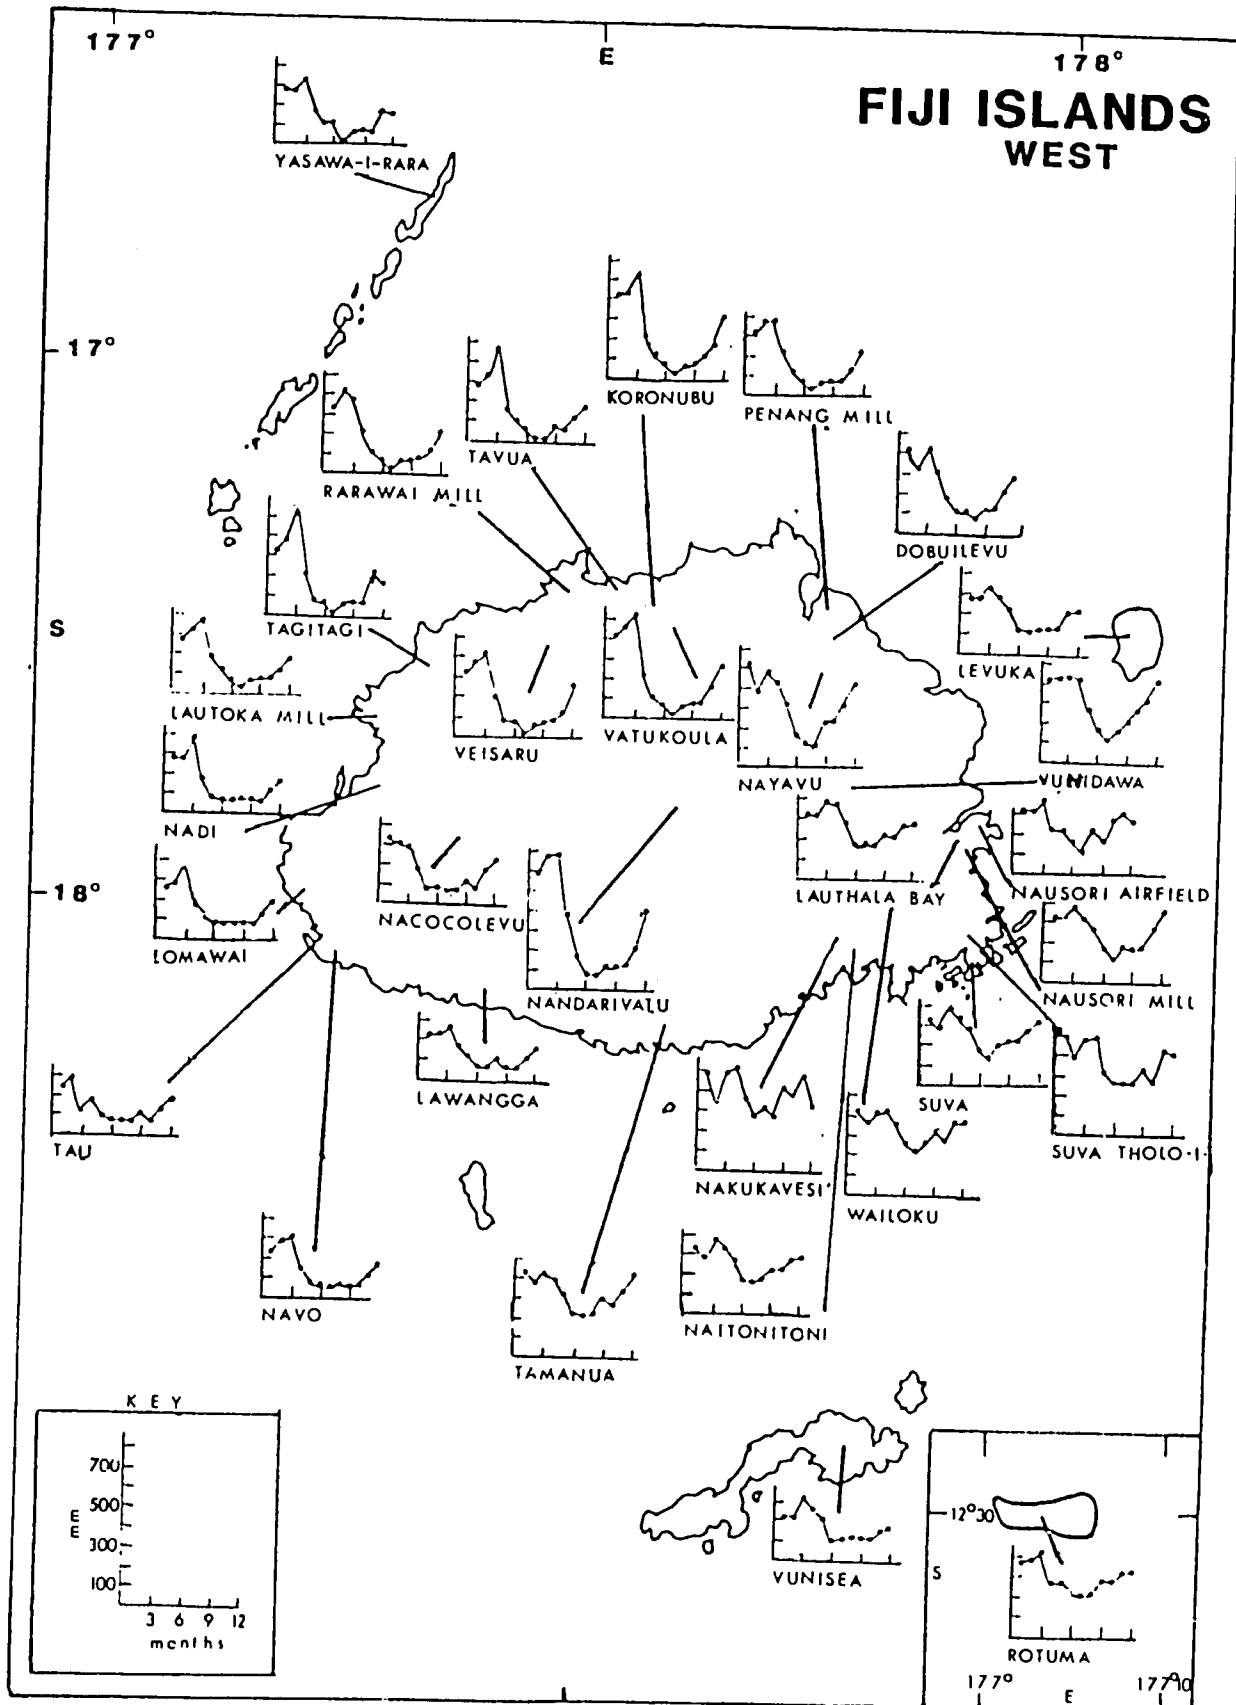 177°
E
178°
FIJI ISLANDS
WEST
YASAWA-I-RARA
17°
KORONUBU
PENANG MILL
TAVUA
RARAWAI MILL
DOBUILEVU
S
TAGITAGI
LEVUKA
LAUTOKA MILL
VEISARU
VATUKOULA
NAYAVU
VUNIDAWA
NADI
18°
NACOCOLEVU
LAUTHALA BAY
NAUSORI AIRFIELD
LOMAWAI
NANDARIVATU
NAUSORI MILL
LAWANGGA
SUVA
TAU
SUVA THOLO-I-
NAKUKAVESI
WAILOKU
NAVO
NAITONITONI
TAMANUA
KEY
700
500
300
100
E E
3 6 9 12
months
VUNISEA
12°30
S
ROTUMA
177°
177°10
E